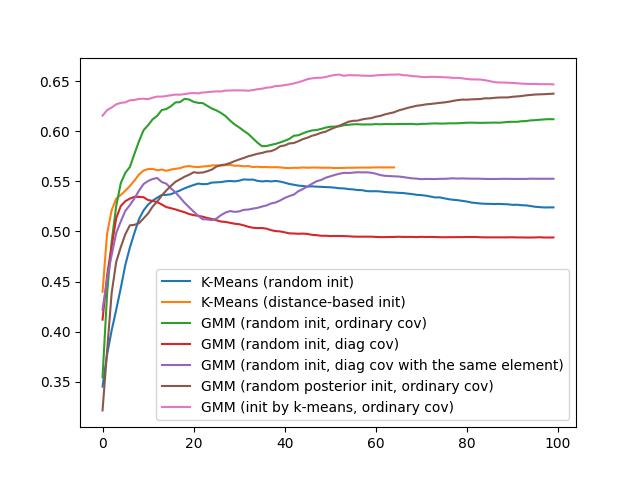 0.65
0.60
0.55
0.50
0.45
0.40
0.35
K-Means (random init)
K-Means (distance-based init)
GMM (random init, ordinary cov)
GMM (random init, diag cov)
GMM (random init, diag cov with the same element)
GMM (random posterior init, ordinary cov)
GMM (init by k-means, ordinary cov)
0 20 40 60 80 100